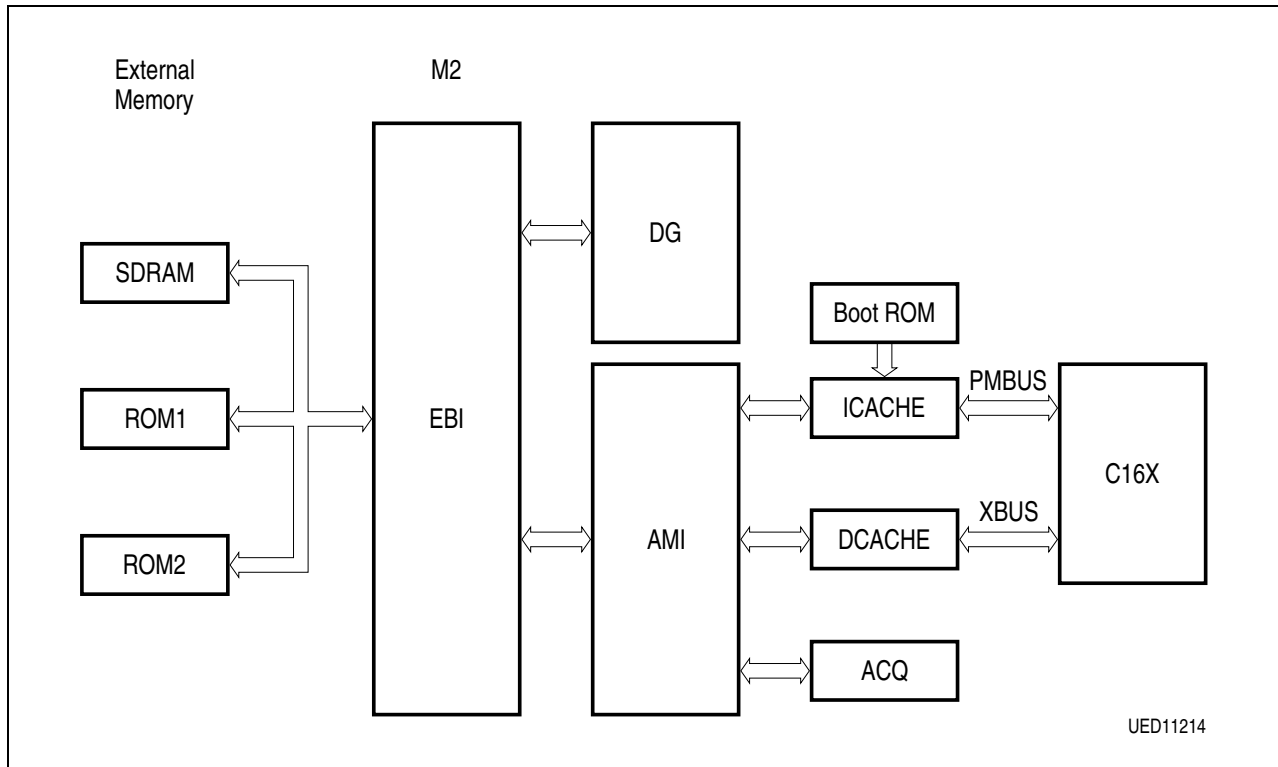 External
Memory
M2
SDRAM
ROM1
ROM2
EBI
DG
AMI
Boot ROM
ICACHE
DCACHE
ACQ
PMBUS
XBUS
C16X
UED11214